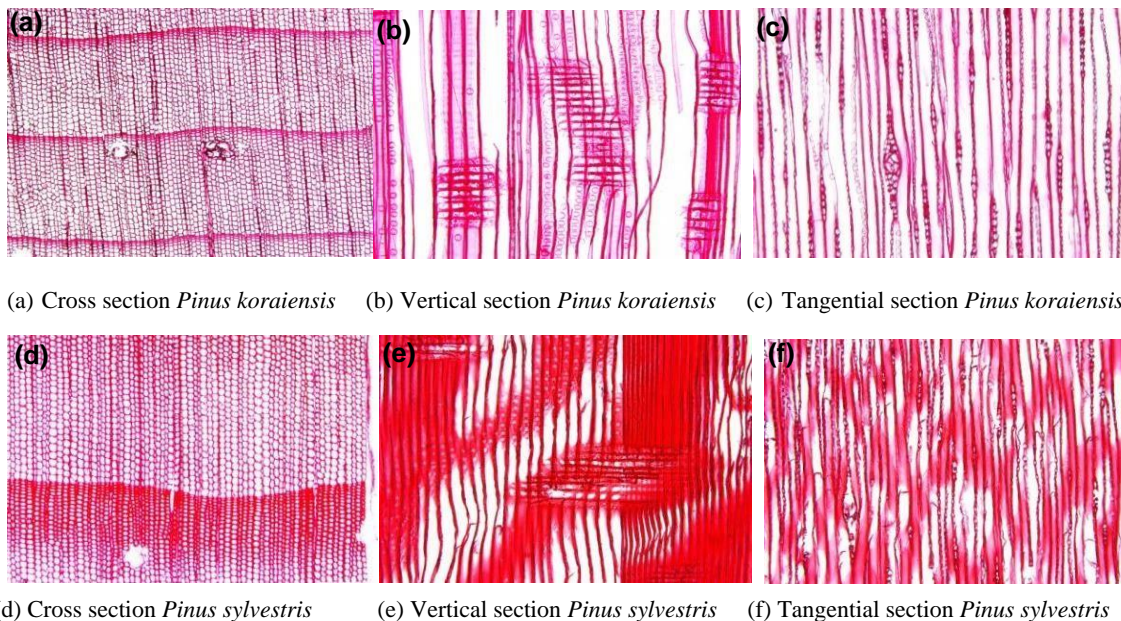 (a) (b) (c)
(a) Cross section Pinus koraiensis (b) Vertical section Pinus koraiensis (c) Tangential section Pinus koraiensis
(d) (e) (f)
(d) Cross section Pinus sylvestris (e) Vertical section Pinus sylvestris (f) Tangential section Pinus sylvestris